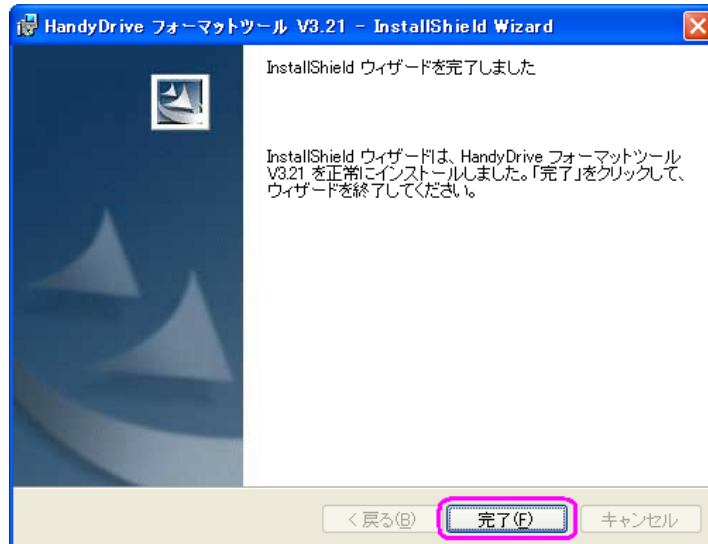 HandyDrive フォーマットツール V3.21 - InstallShield Wizard
InstallShield ウィザードを完了しました
InstallShield ウィザードは、HandyDrive フォーマットツール
V3.21 を正常にインストールしました。「完了」をクリックして、
ウィザードを終了してください。
< 戻る(B) 完了(F) キャンセル